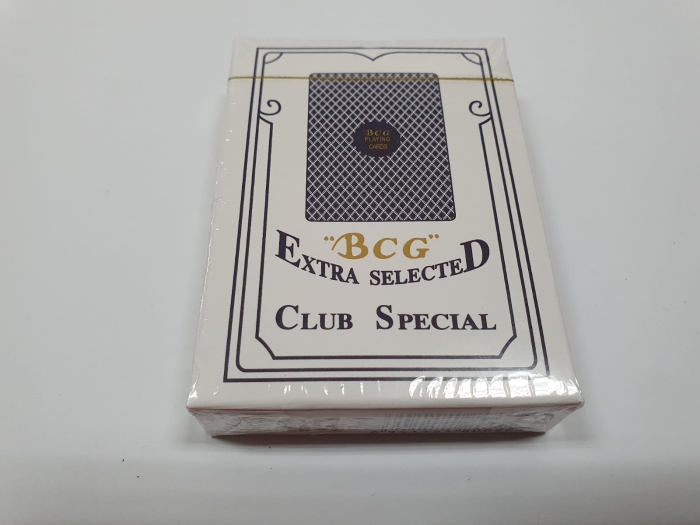 BCG
PLAYING
CARDS
"BCG"
EXTRA SELECTED
CLUB SPECIAL